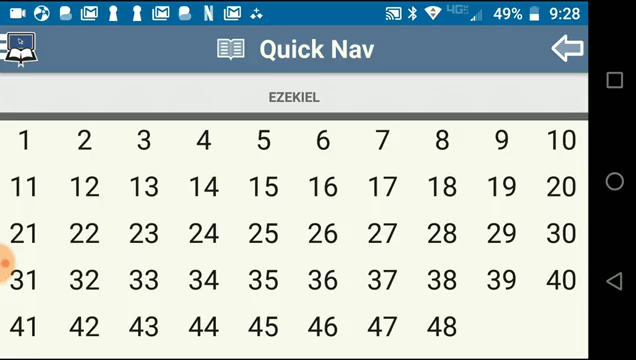 4G 49% 9:28
Quick Nav
EZEKIEL
1 2 3 4 5 6 7 8 9 10
11 12 13 14 15 16 17 18 19 20
21 22 23 24 25 26 27 28 29 30
31 32 33 34 35 36 37 38 39 40
41 42 43 44 45 46 47 48